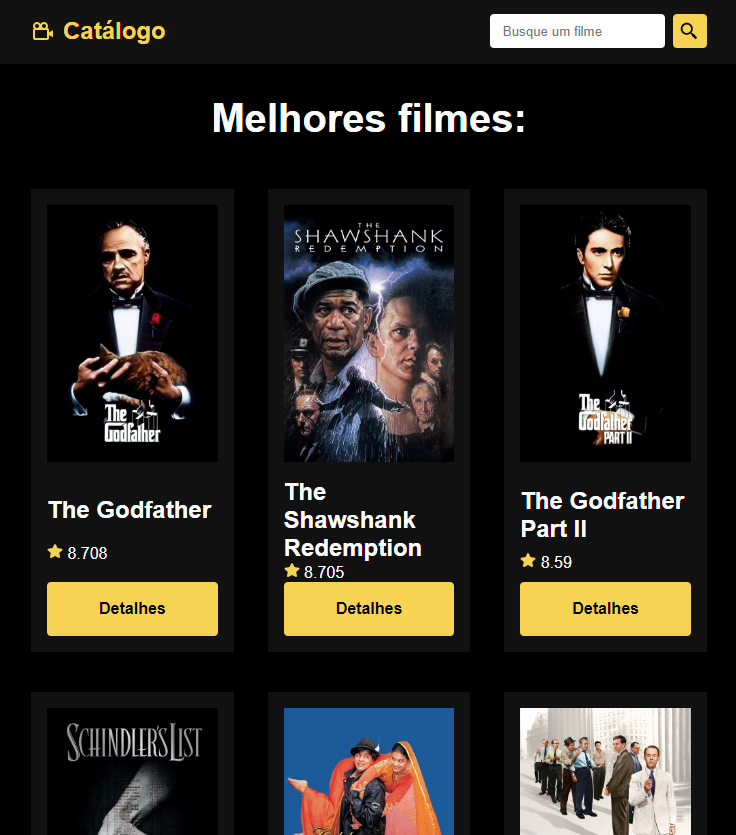 Catálogo
Busque um filme
Melhores filmes:
The
Godfather
THE
SHAWSHANK
REDEMPTION
The
Godfather
PART II
The Godfather
8.708
Detalhes
The
Shawshank
Redemption
8.705
Detalhes
The Godfather
Part II
8.59
Detalhes
SCHINDLER'S LIST